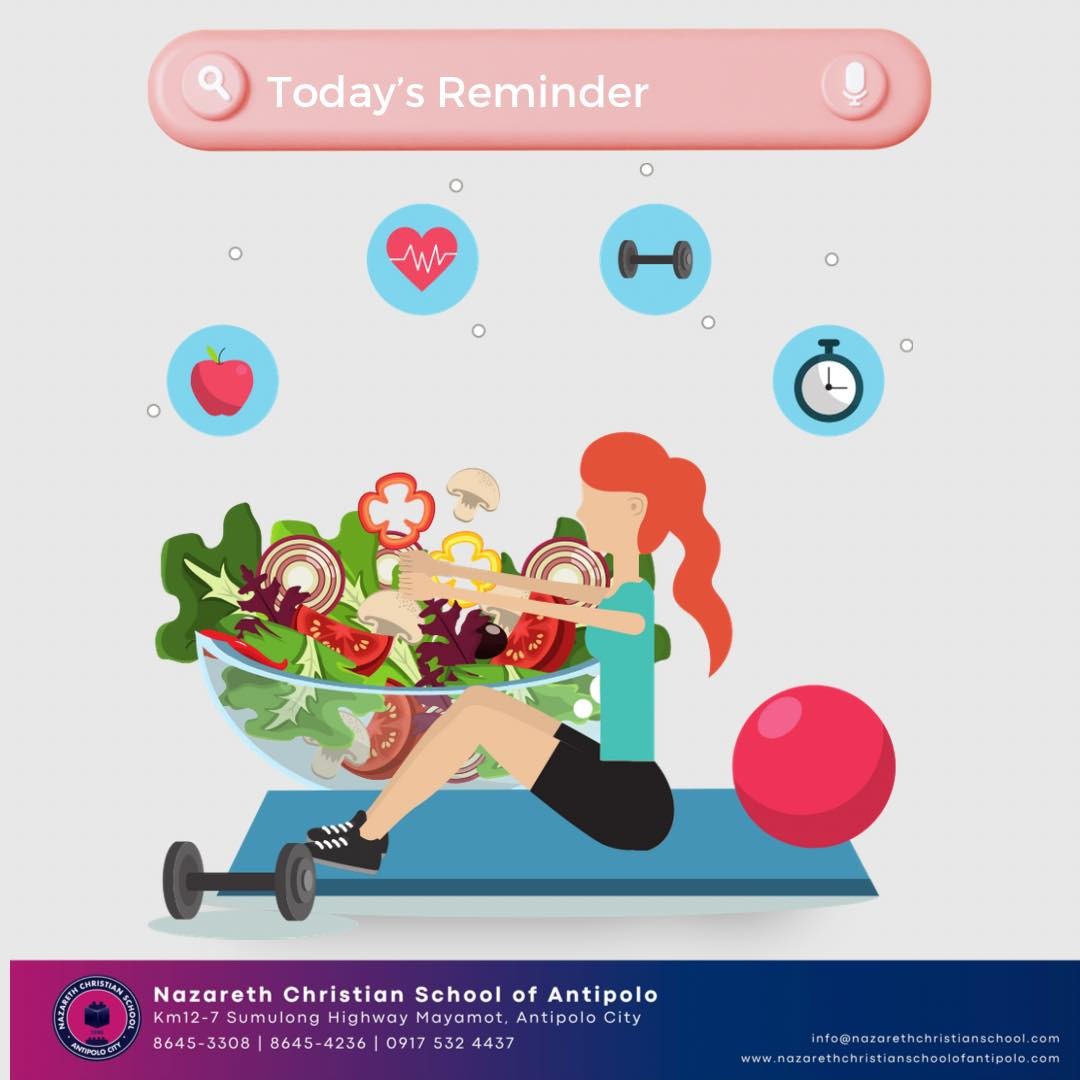 Today's Reminder
NAZARETH CHRISTIAN SCHOOL
ANTIPOLO CITY
Nazareth Christian School of Antipolo
Km12-7 Sumulong Highway Mayamot, Antipolo City
8645-3308 | 8645-4236 | 0917 532 4437
info@nazarethchristianschool.com
www.nazarethchristianschoolofantipolo.com